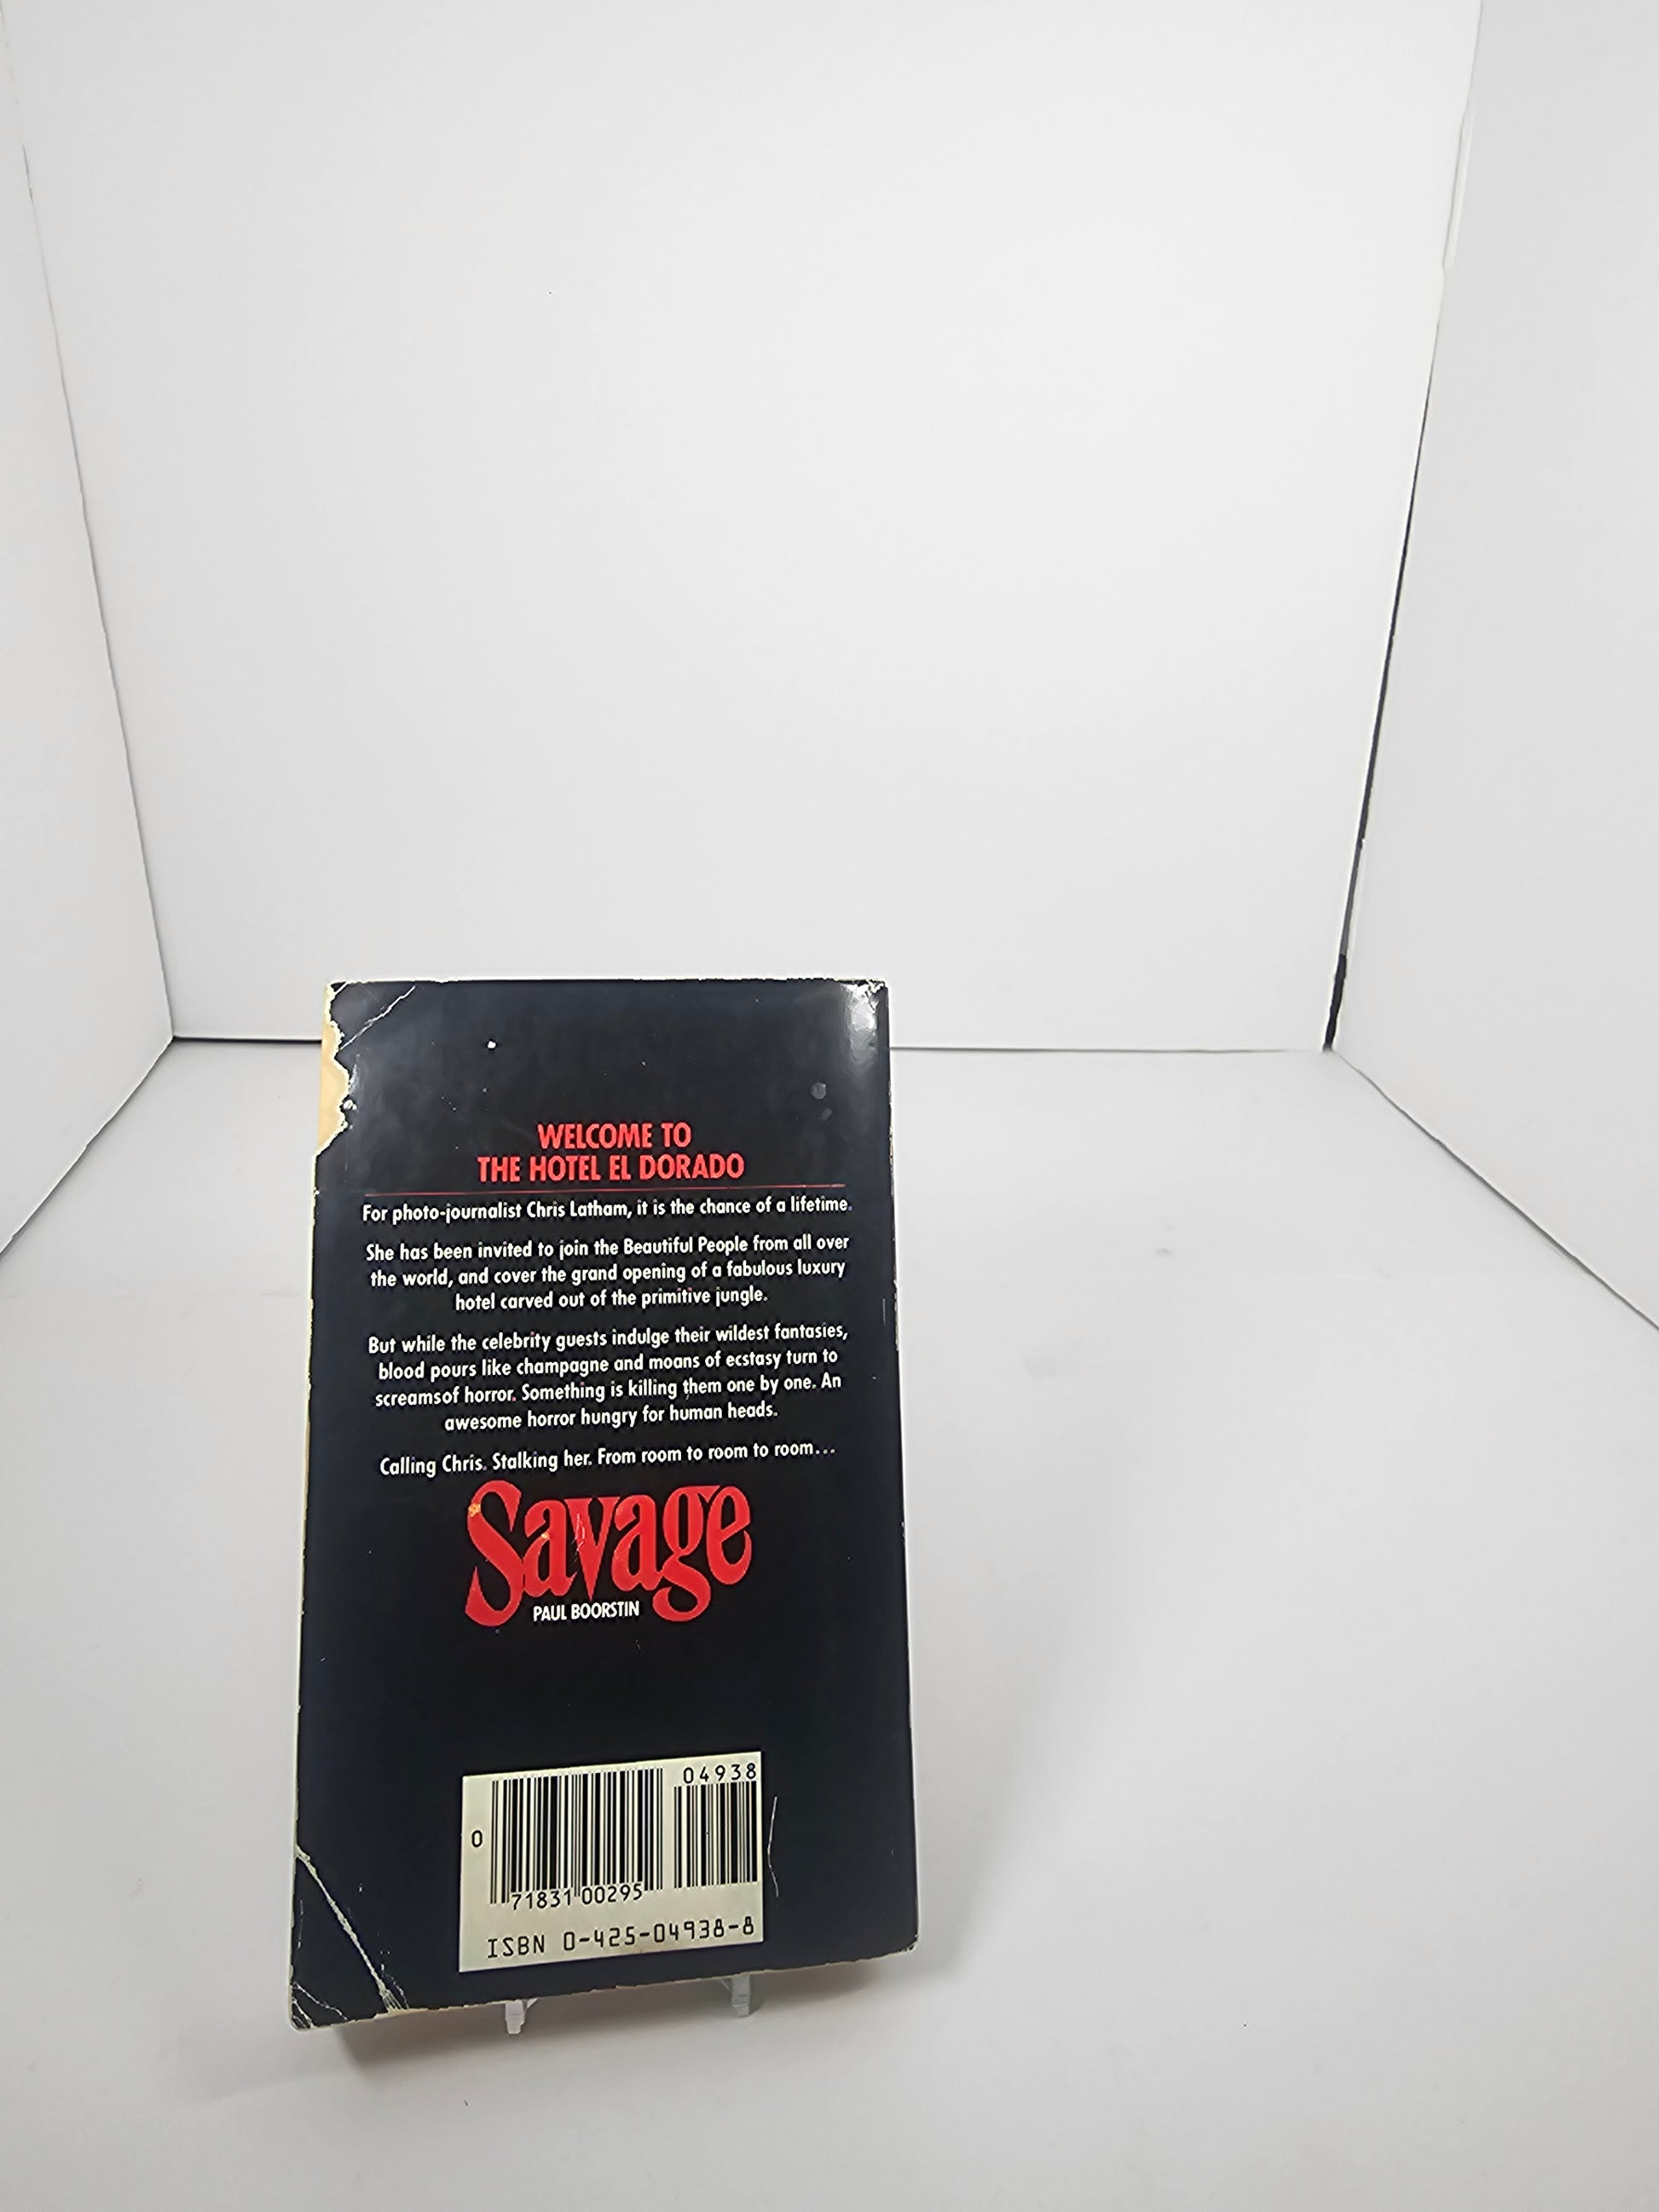 WELCOME TO
THE HOTEL EL DORADO
For photo-journalist Chris Latham, it is the chance of a lifetime.
She has been invited to join the Beautiful People from all over
the world, and cover the grand opening of a fabulous luxury
hotel carved out of the primitive jungle.
But while the celebrity guests indulge their wildest fantasies,
blood pours like champagne and moans of ecstasy turn to
screamsof horror. Something is killing them one by one. An
awesome horror hungry for human heads.
Calling Chris. Stalking her. From room to room to room...
Savage
PAUL BOORSTIN
04938
0
71831 00295
ISBN 0-425-04938-8